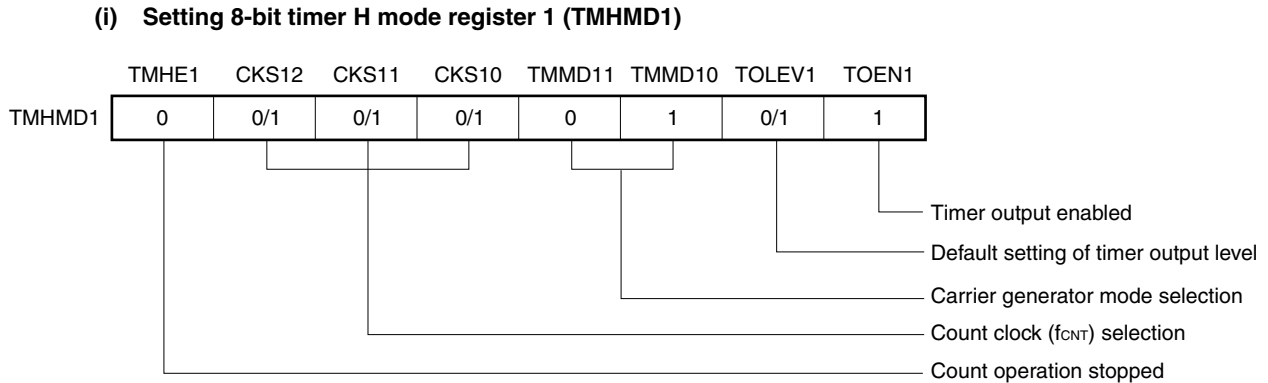 (i) Setting 8-bit timer H mode register 1 (TMHMD1)
TMHE1 CKS12 CKS11 CKS10 TMMD11 TMMD10 TOLEV1 TOEN1
TMHMD1 0 0/1 0/1 0/1 0 1 0/1 1
Timer output enabled
Default setting of timer output level
Carrier generator mode selection
Count clock (fCNT) selection
Count operation stopped